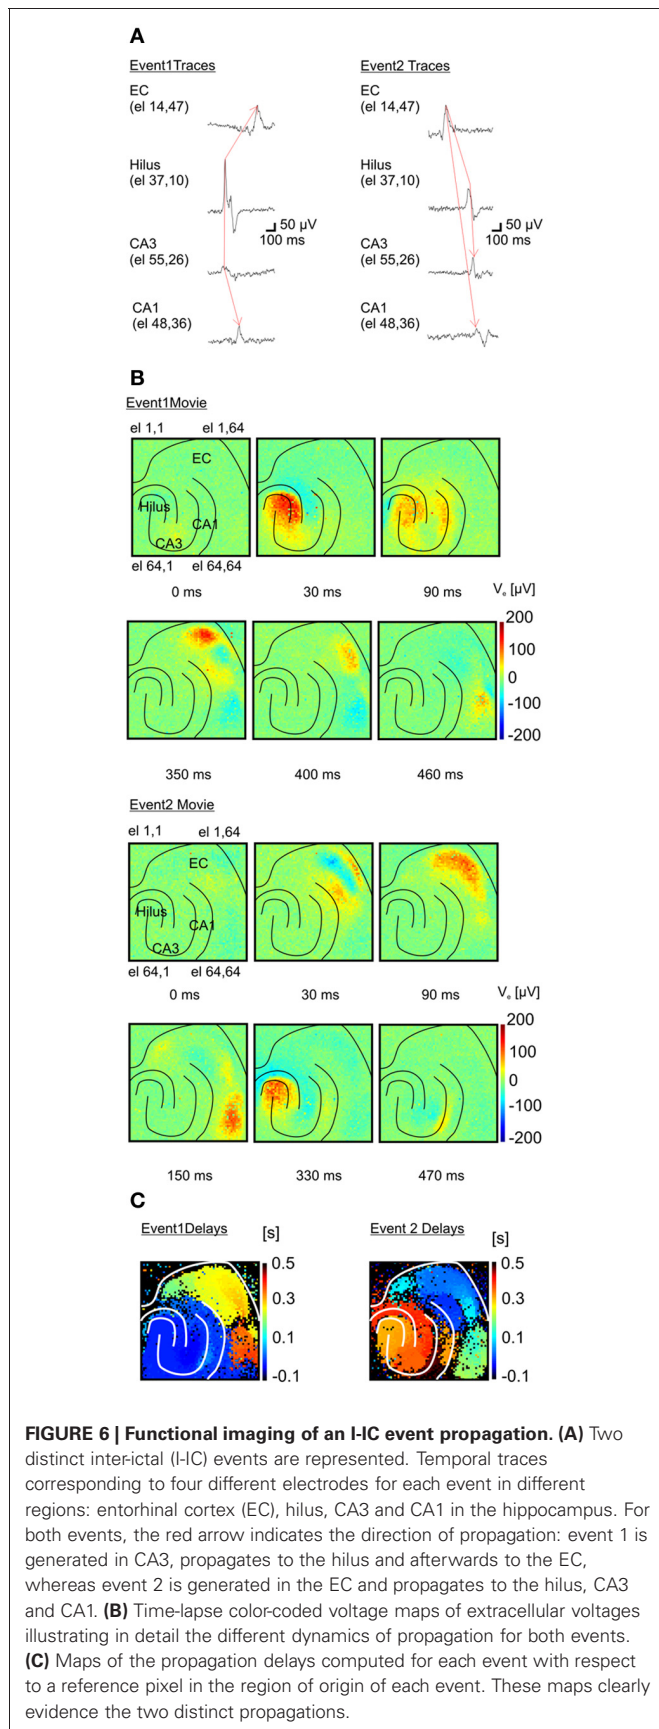 A
Event1Traces
Event2 Traces
EC
(el 14,47)
EC
(el 14,47)
Hilus
(el 37,10)
Hilus
(el 37,10)
50 µV
100 ms
50 µV
100 ms
CA3
(el 55,26)
CA3
(el 55,26)
CA1
(el 48,36)
CA1
(el 48,36)
B
Event1Movie
el 1,1 el 1,64
EC
Hilus
CA1
CA3
el 64,1 el 64,64
0 ms 30 ms 90 ms
Vₑ [µV]
200
100
0
-100
-200
350 ms 400 ms 460 ms
Event2 Movie
el 1,1 el 1,64
EC
Hilus
CA1
CA3
el 64,1 el 64,64
0 ms 30 ms 90 ms
Vₑ [µV]
200
100
0
-100
-200
150 ms 330 ms 470 ms
C
Event1Delays [s]
0.5
0.3
0.1
-0.1
Event 2 Delays [s]
0.5
0.3
0.1
-0.1
FIGURE 6 | Functional imaging of an I-IC event propagation. (A) Two
distinct inter-ictal (I-IC) events are represented. Temporal traces
corresponding to four different electrodes for each event in different
regions: entorhinal cortex (EC), hilus, CA3 and CA1 in the hippocampus. For
both events, the red arrow indicates the direction of propagation: event 1 is
generated in CA3, propagates to the hilus and afterwards to the EC,
whereas event 2 is generated in the EC and propagates to the hilus, CA3
and CA1. (B) Time-lapse color-coded voltage maps of extracellular voltages
illustrating in detail the different dynamics of propagation for both events.
(C) Maps of the propagation delays computed for each event with respect
to a reference pixel in the region of origin of each event. These maps clearly
evidence the two distinct propagations.